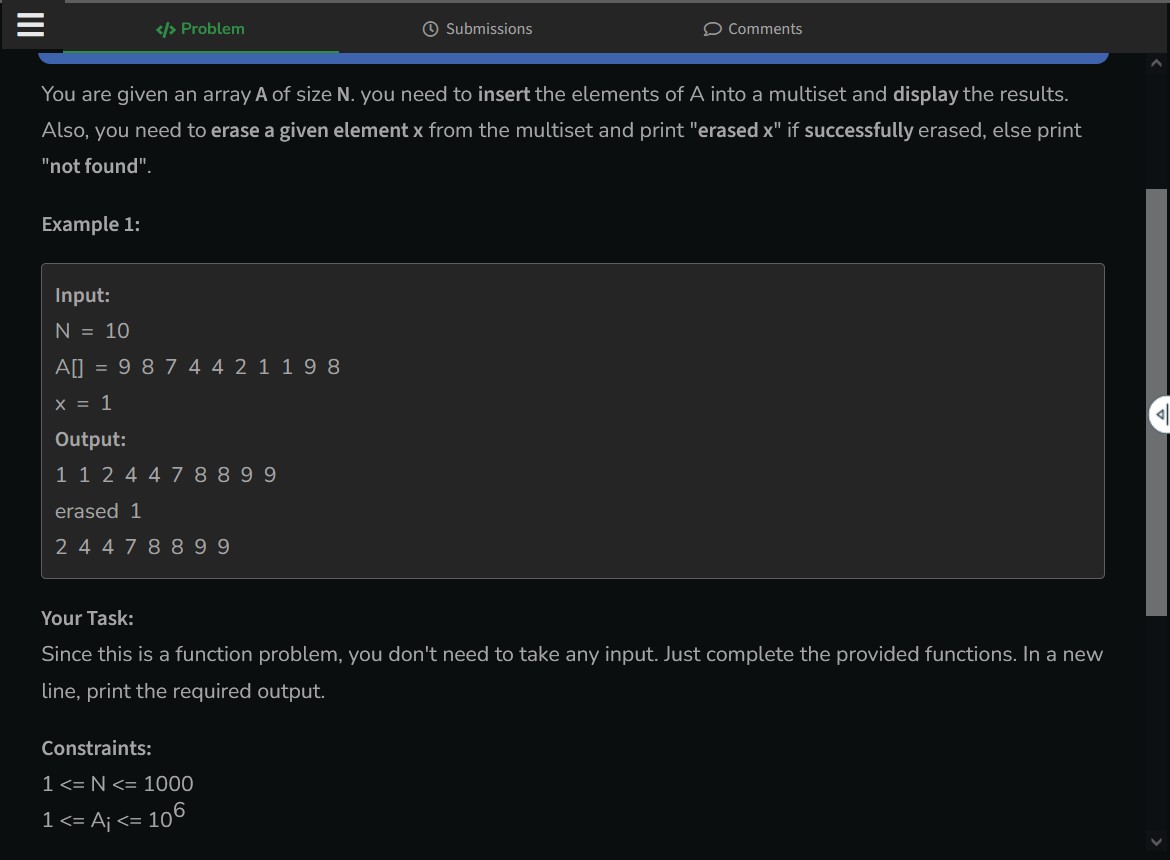 </> Problem
Submissions
Comments
You are given an array A of size N. you need to insert the elements of A into a multiset and display the results.
Also, you need to erase a given element x from the multiset and print "erased x" if successfully erased, else print
"not found".
Example 1:
Input:
N = 10
A[] = 9 8 7 4 4 2 1 1 9 8
x = 1
Output:
1 1 2 4 4 7 8 8 9 9
erased 1
2 4 4 7 8 8 9 9
Your Task:
Since this is a function problem, you don't need to take any input. Just complete the provided functions. In a new
line, print the required output.
Constraints:
1 <= N <= 1000
1 <= Ai <= 10^6